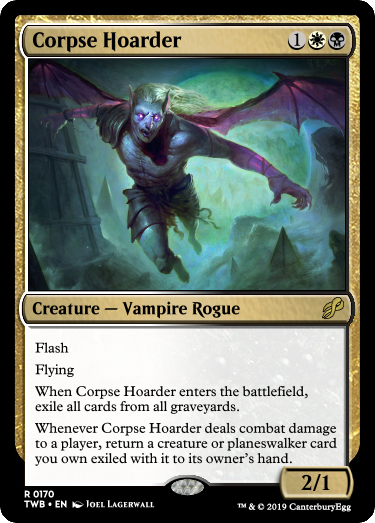 Corpse Hoarder 1
Creature — Vampire Rogue
Flash
Flying
When Corpse Hoarder enters the battlefield,
exile all cards from all graveyards.
Whenever Corpse Hoarder deals combat damage
to a player, return a creature or planeswalker card
you own exiled with it to its owner's hand.
2/1
R 0170
TWB • EN Joel Lagerwall
™ & © 2019 CanterburyEgg